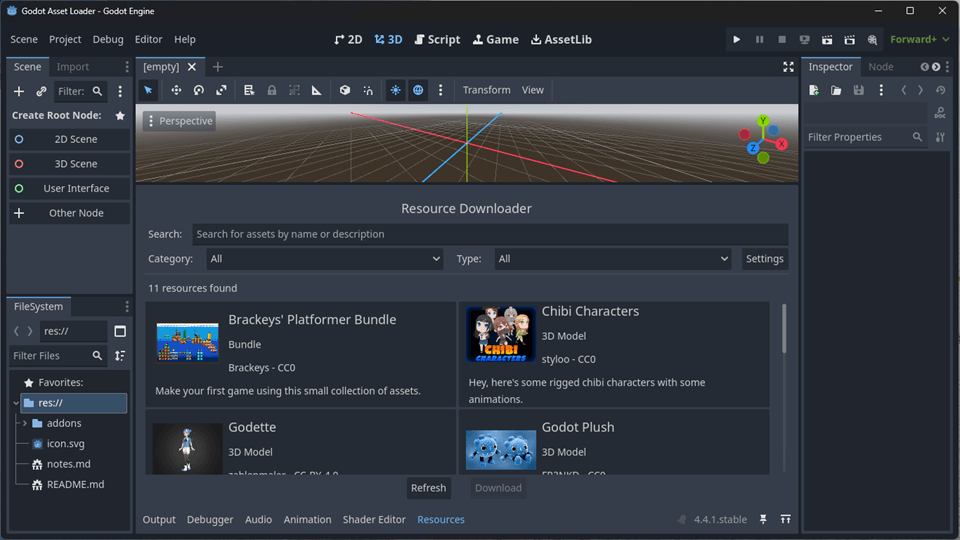 Godot Asset Loader - Godot Engine
Scene Project Debug Editor Help
2D 3D Script Game AssetLib
Forward+
Scene Import
[empty]
Inspector Node
Filter:
Transform View
Create Root Node:
2D Scene
3D Scene
User Interface
Other Node
Perspective
Y
X
Z
Filter Properties
Resource Downloader
Search: Search for assets by name or description
Category: All Type: All Settings
11 resources found
Brackeys' Platformer Bundle
Bundle
Brackeys - CC0
Make your first game using this small collection of assets.
CHIBI
CHARACTERS
Chibi Characters
3D Model
styloo - CC0
Hey, here's some rigged chibi characters with some
animations.
Godette
3D Model
Godot Plush
3D Model
Refresh Download
FileSystem
res://
Filter Files
Favorites:
res://
addons
icon.svg
notes.md
README.md
Output Debugger Audio Animation Shader Editor Resources
4.4.1.stable